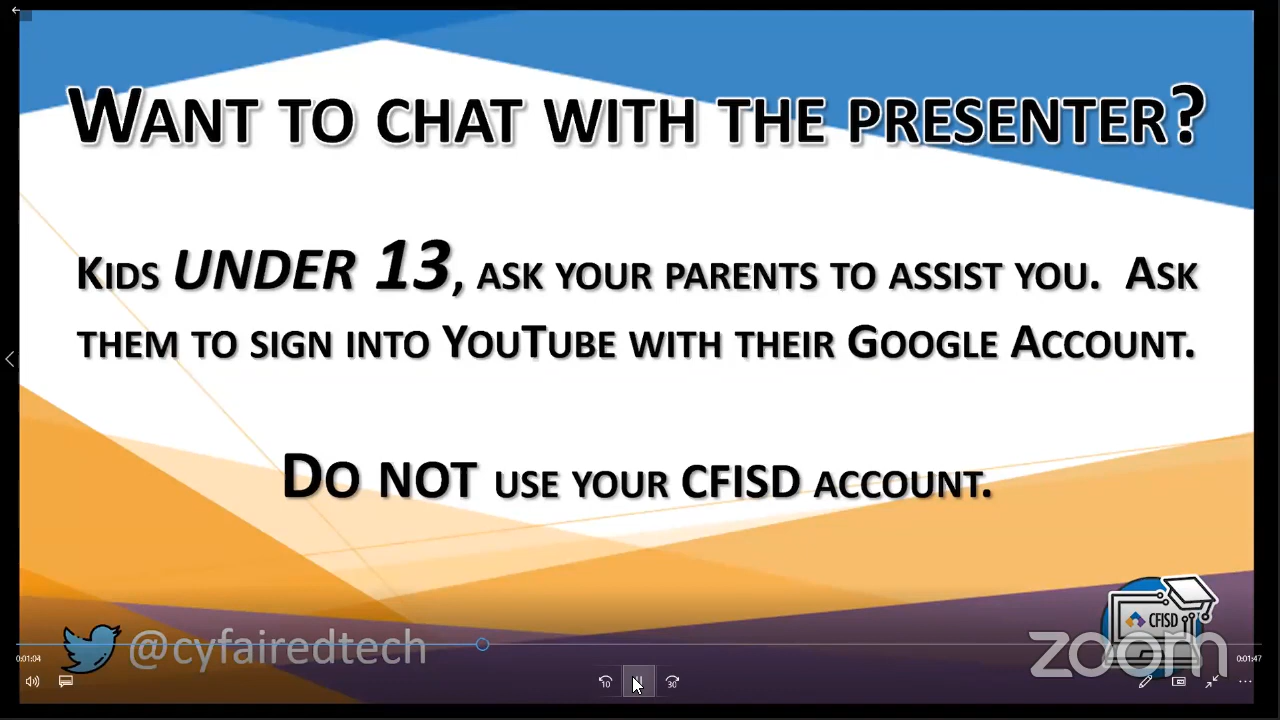 Want to chat with the presenter?
Kids UNDER 13, ask your parents to assist you. Ask
them to sign into YouTube with their Google Account.
Do not use your CFISD account.
CFISD
@cyfairedtech
zoom
0:01:04
0:01:47
10
30